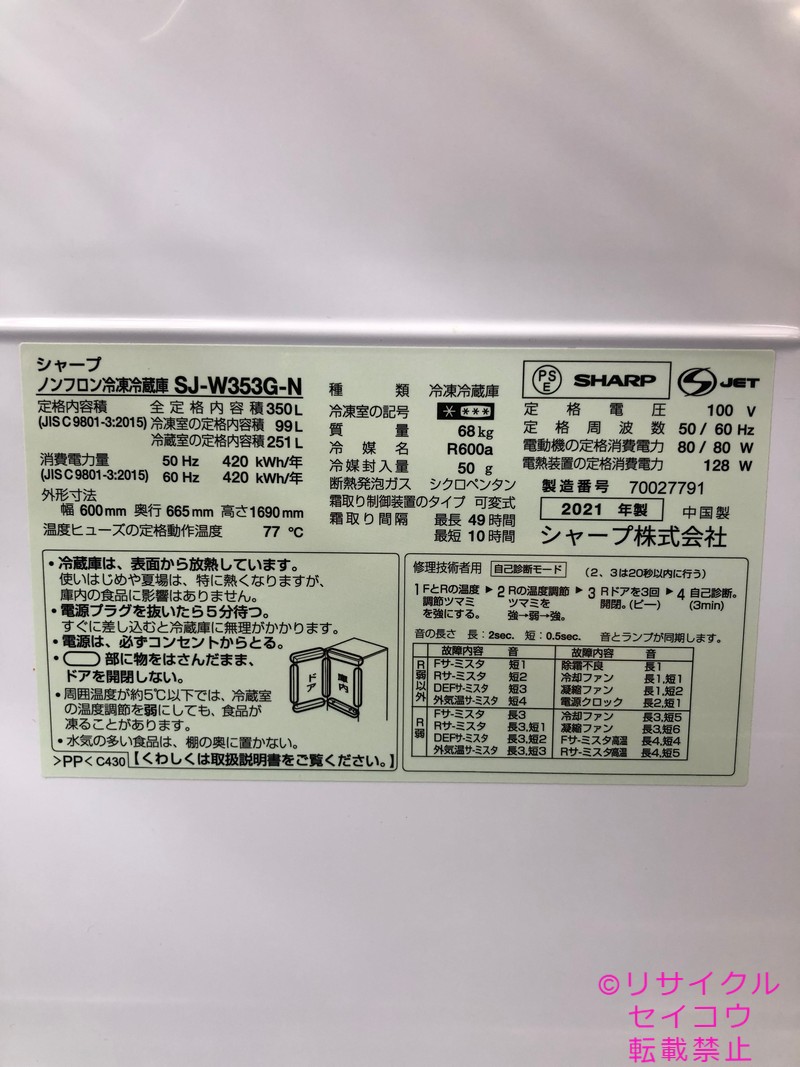 シャープ
ノンフロン冷凍冷蔵庫 SJ-W353G-N
定格内容積 全定格内容積 350L
(JIS C 9801-3:2015) 冷凍室の定格内容積 99L
冷蔵室の定格内容積 251L
消費電力量 50 Hz 420 kWh/年
(JIS C 9801-3:2015) 60 Hz 420 kWh/年
外形寸法
幅 600mm 奥行 665mm 高さ1690mm
温度ヒューズの定格動作温度 77 ℃
種類 冷凍冷蔵庫
冷凍室の記号 * ***
質量 68kg
冷媒名 R600a
冷媒封入量 50 g
断熱発泡ガス シクロペンタン
霜取り制御装置のタイプ 可変式
霜取り間隔 最長 49時間
最短 10時間
PSE SHARP S JET
定格電圧 100 V
定格周波数 50/60 Hz
電動機の定格消費電力 80/80 W
電熱装置の定格消費電力 128 W
製造番号 70027791
2021 年製 中国製
シャープ株式会社
・冷蔵庫は、表面から放熱しています。
使いはじめや夏場は、特に熱くなりますが、
庫内の食品に影響はありません。
・電源プラグを抜いたら5分待つ。
すぐに差し込むと冷蔵庫に無理がかかります。
・電源は、必ずコンセントからとる。
・部に物をはさんだまま、
ドアを開閉しない。
・周囲温度が約5℃以下では、冷蔵室
の温度調節を弱にしても、食品が
凍ることがあります。
・水気の多い食品は、棚の奥に置かない。
ドア 庫内
>PP< C430 【くわしくは取扱説明書をご覧ください。】
修理技術者用 自己診断モード (2、3は20秒以内に行う)
1 FとRの温度調節ツマミを強にする。 ▶ 2 Rの温度調節ツマミを強→弱→強。 ▶ 3 Rドアを3回開閉。(ピー) ▶ 4 自己診断。(3min)
音の長さ 長:2sec. 短:0.5sec. 音とランプが同期します。
故障内容 音 故障内容 音
R弱以外 Fサ-ミスタ 短1 除霜不良 長1
Rサ-ミスタ 短2 冷却ファン 長1,短1
DEFサ-ミスタ 短3 凝縮ファン 長1,短2
外気温サ-ミスタ 短4 電源クロック 長2,短1
R弱 Fサ-ミスタ 長3 冷却ファン 長3,短5
Rサ-ミスタ 長3,短1 凝縮ファン 長3,短6
DEFサ-ミスタ 長3,短2 Fサ-ミスタ高温 長4,短4
外気温サ-ミスタ 長3,短3 Rサ-ミスタ高温 長4,短5
©リサイクル
セイコウ
転載禁止